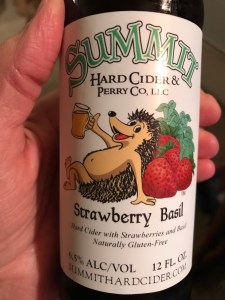 SUMMIT
HARD CIDER &
PERRY CO, LLC
Strawberry Basil
Hard Cider with Strawberries and Basil
Naturally Gluten-Free
6.9% ALC/VOL 12 FL. OZ.
SUMMITHARDCIDER.COM